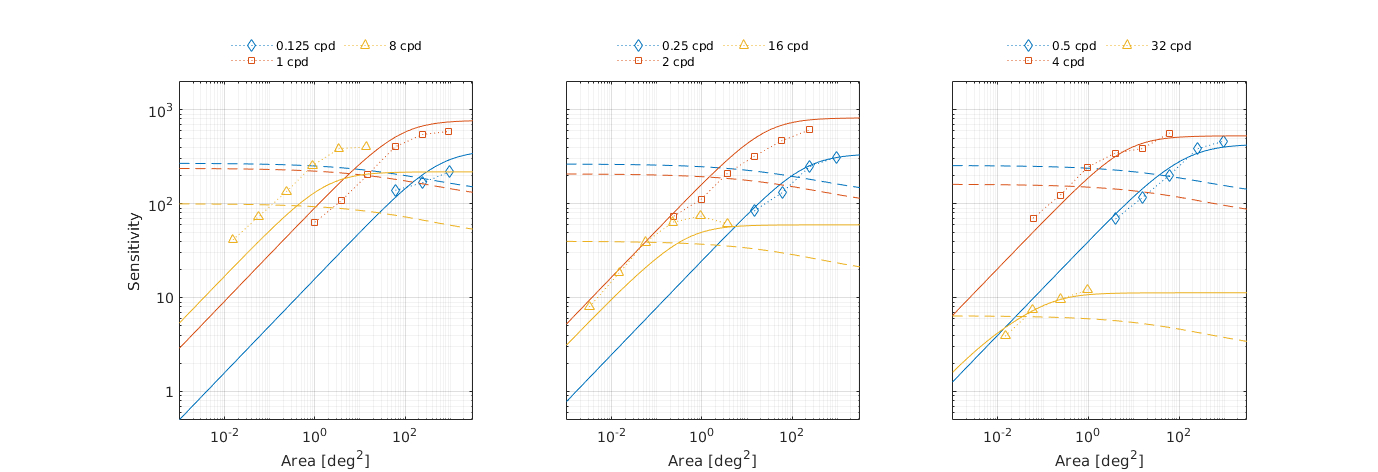 0.125 cpd 8 cpd
1 cpd
0.25 cpd 16 cpd
2 cpd
0.5 cpd 32 cpd
4 cpd
Sensitivity
10³
10²
10
1
10⁻² 10⁰ 10²
Area [deg²]
10⁻² 10⁰ 10²
Area [deg²]
10⁻² 10⁰ 10²
Area [deg²]